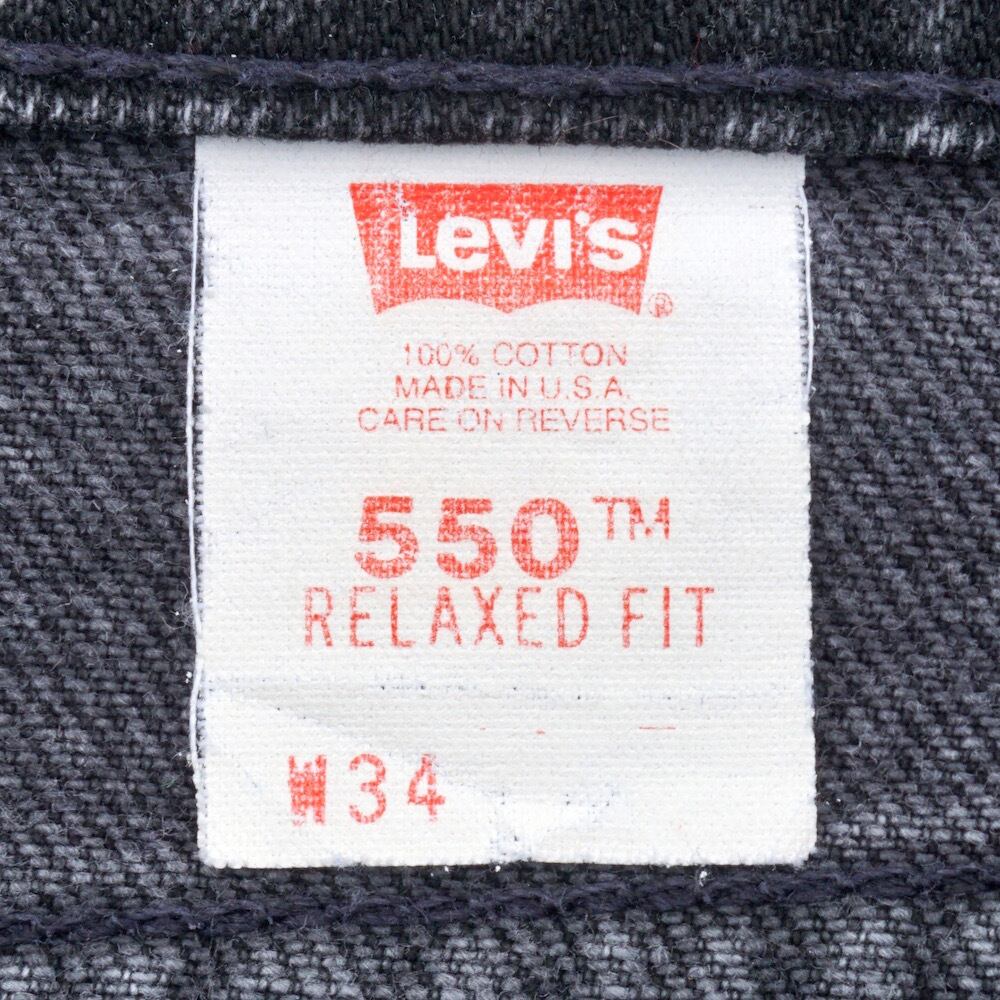 Levi's ®
100% COTTON
MADE IN U.S.A.
CARE ON REVERSE
550™
RELAXED FIT
W34